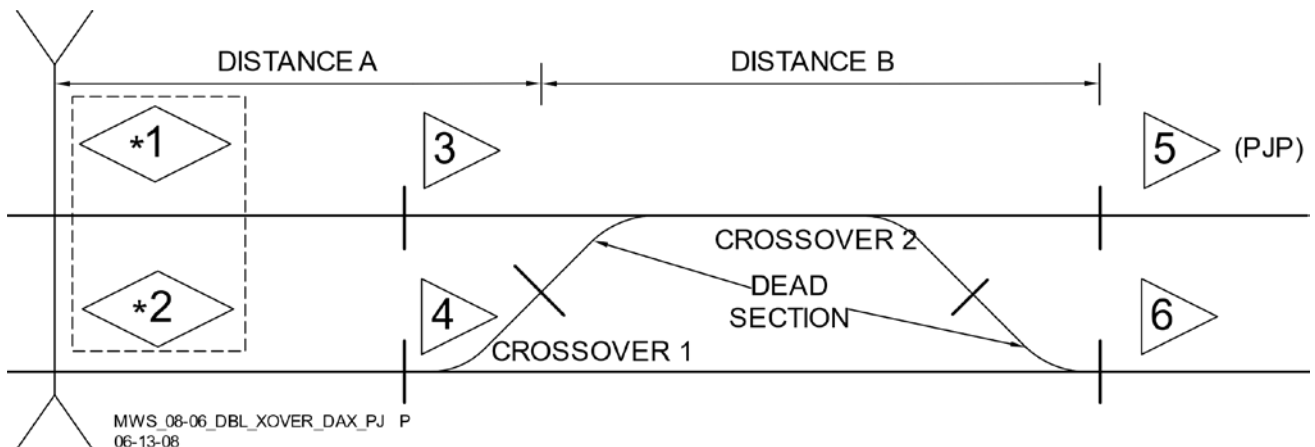 DISTANCE A
DISTANCE B
*1
3
5
(PJP)
CROSSOVER 2
*2
4
DEAD
SECTION
6
CROSSOVER 1
MWS_08-06_DBL_XOVER_DAX_PJ P
06-13-08